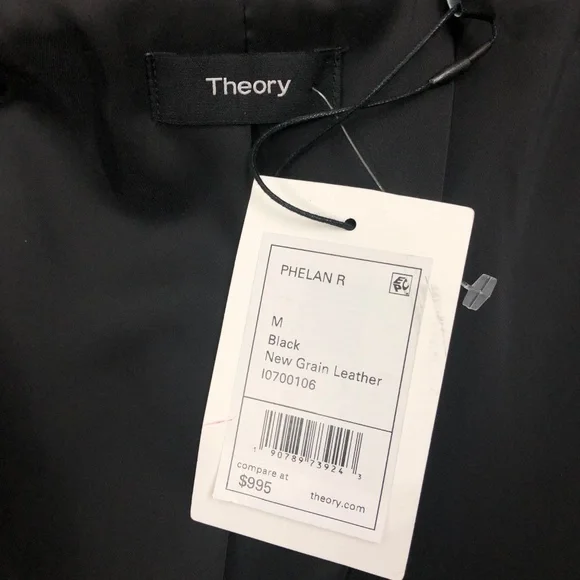 Theory
PHELAN R
M
Black
New Grain Leather
I0700106
1 90789 73924 3
compare at
$995
theory.com